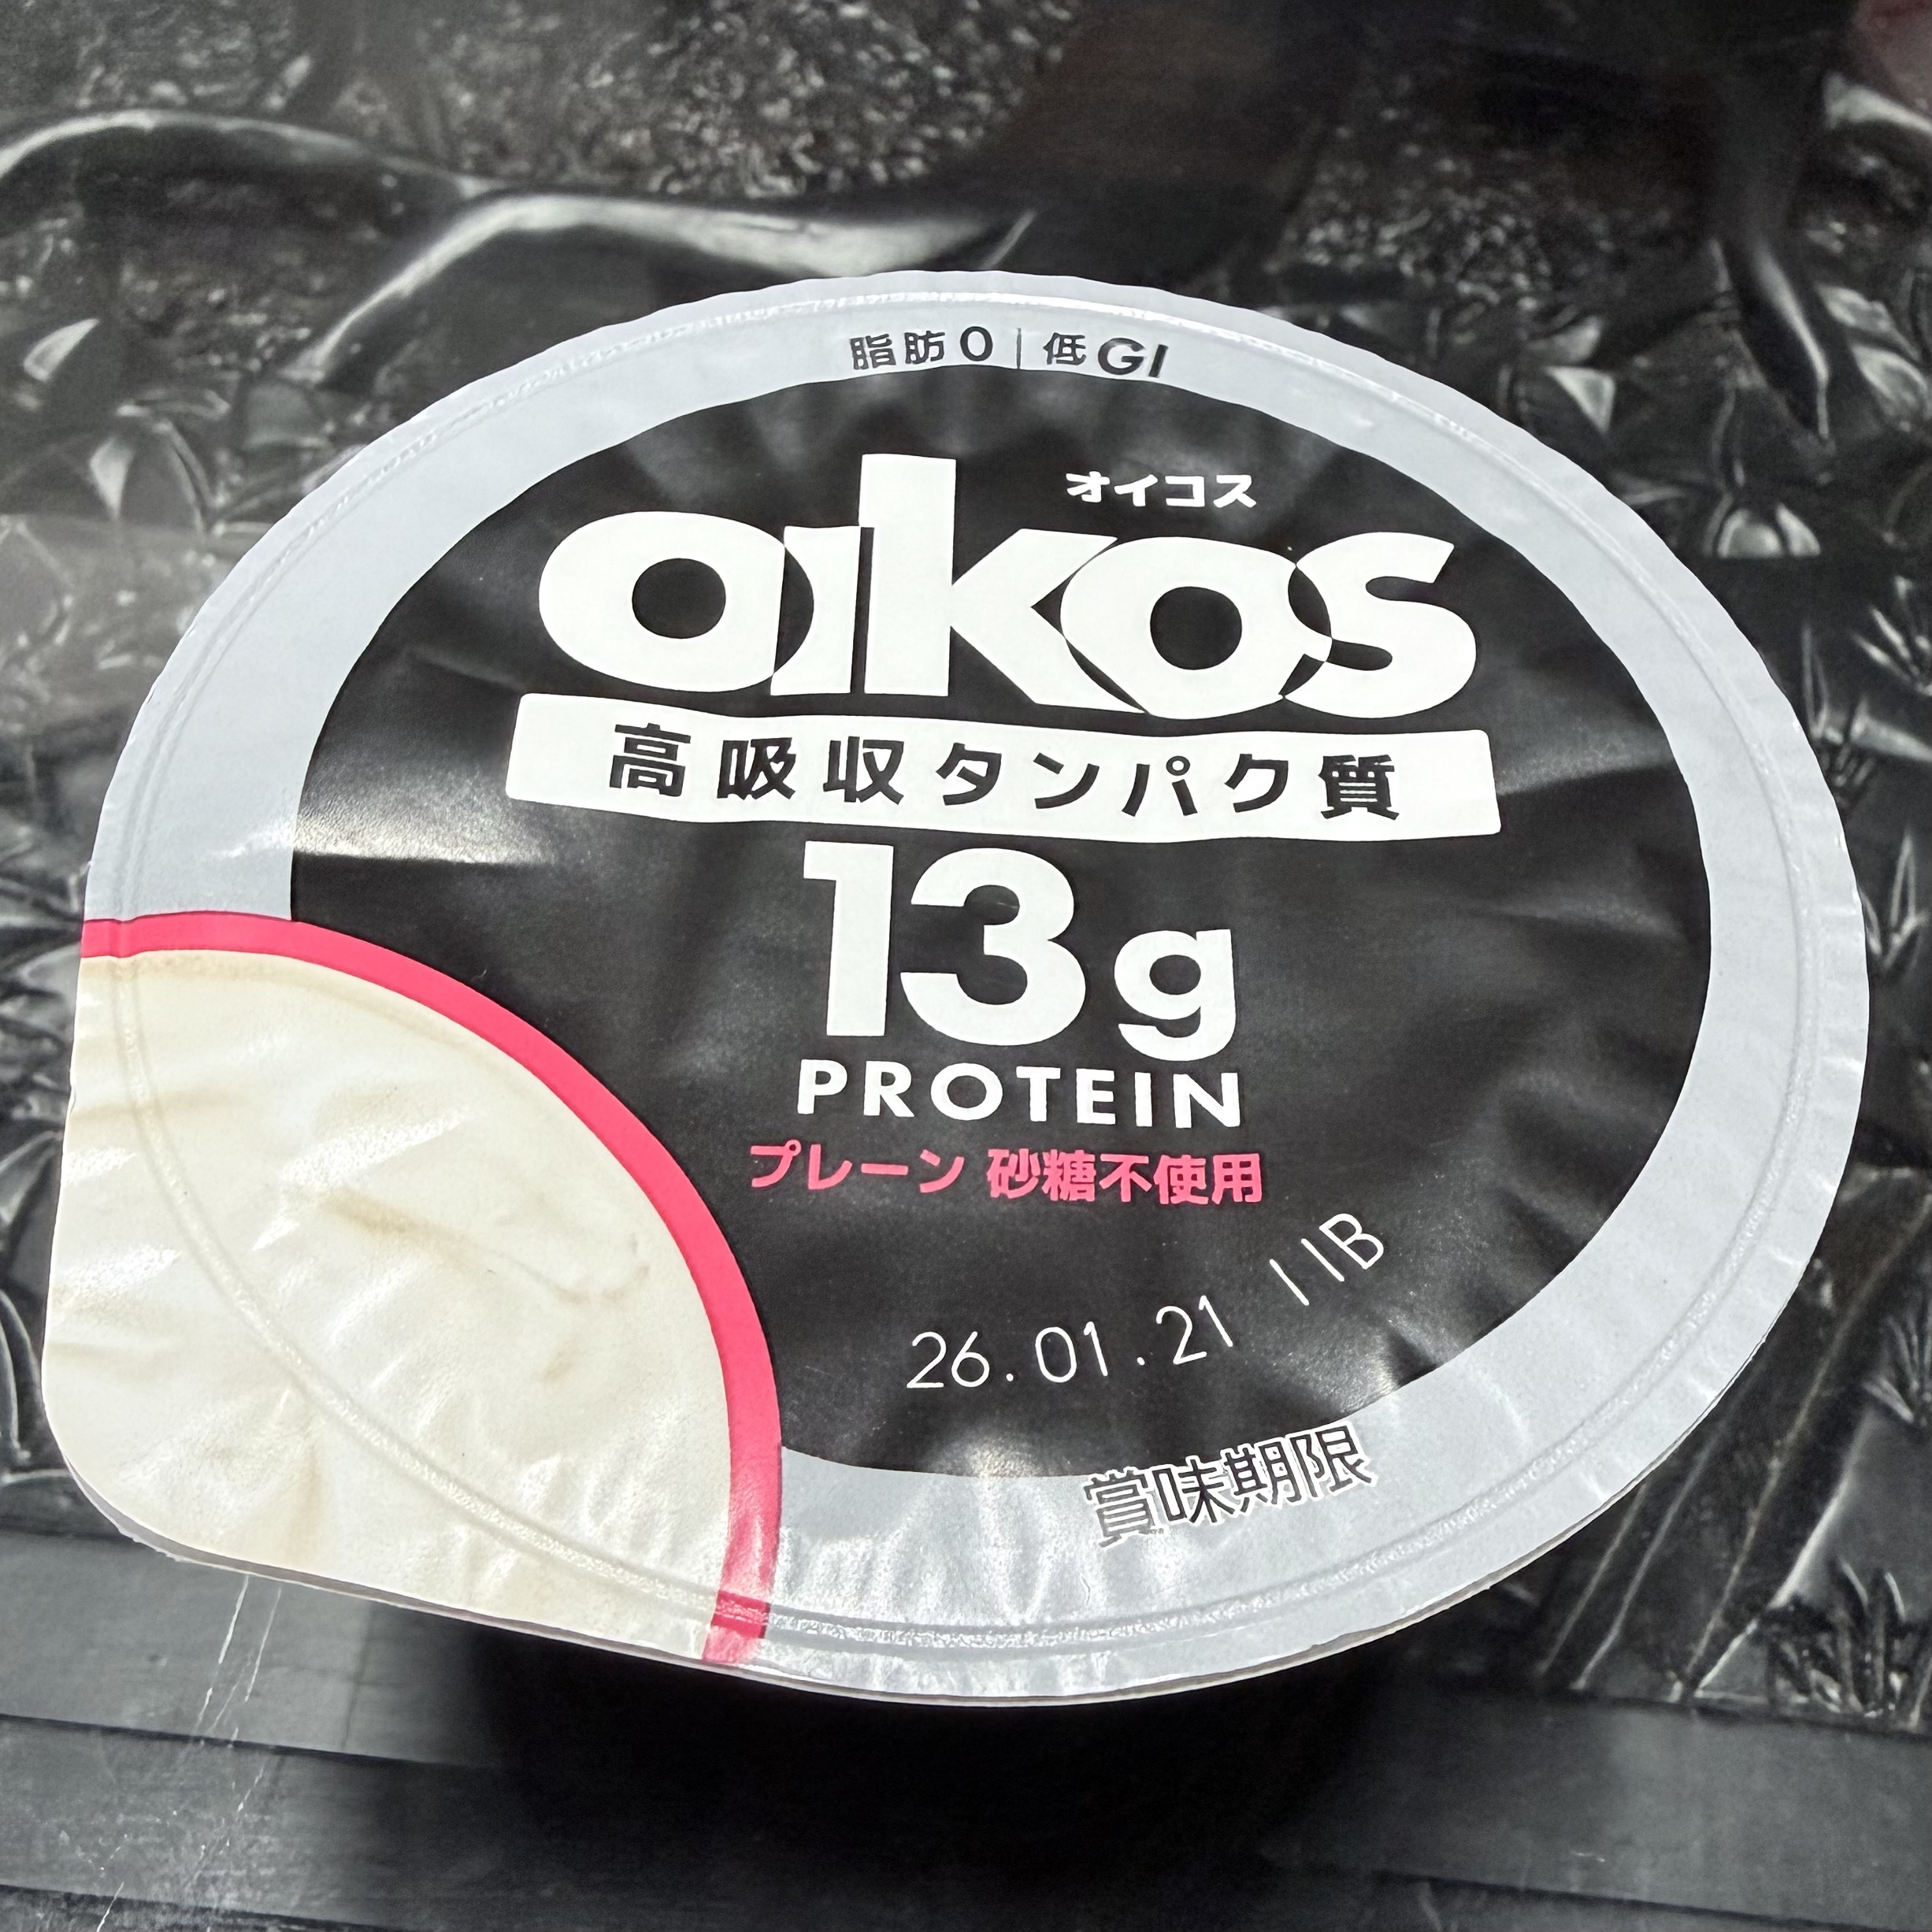 脂肪0｜低GI
オイコス
oikos
高吸収タンパク質
13g
PROTEIN
プレーン 砂糖不使用
26.01.21 11B
賞味期限